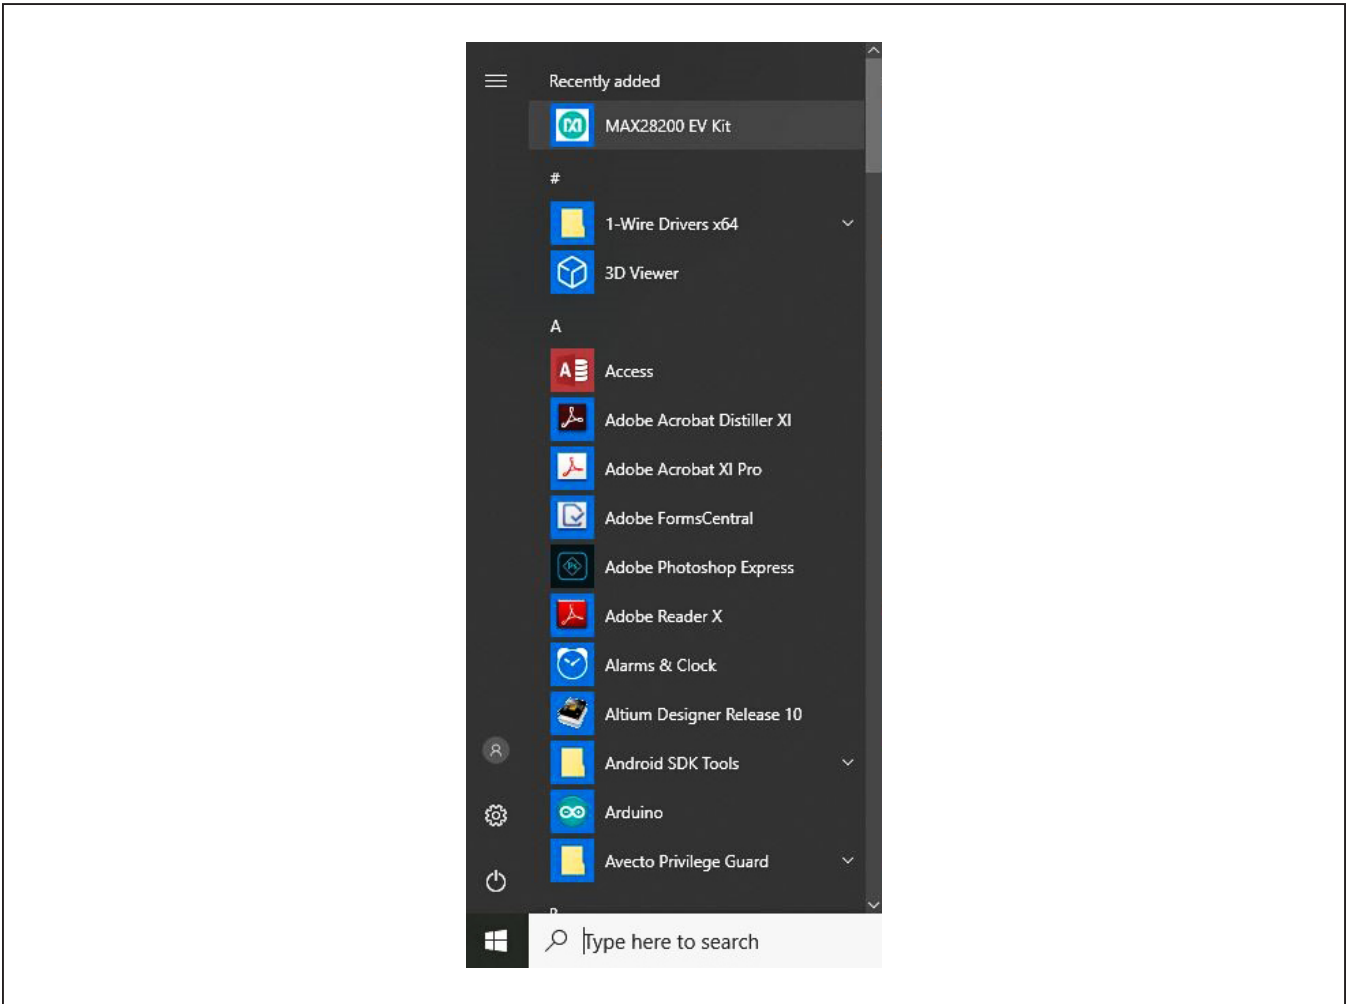 Recently added
MAX28200 EV Kit
#
1-Wire Drivers x64
3D Viewer
A
Access
Adobe Acrobat Distiller XI
Adobe Acrobat XI Pro
Adobe FormsCentral
Adobe Photoshop Express
Adobe Reader X
Alarms & Clock
Altium Designer Release 10
Android SDK Tools
Arduino
Avecto Privilege Guard
Type here to search